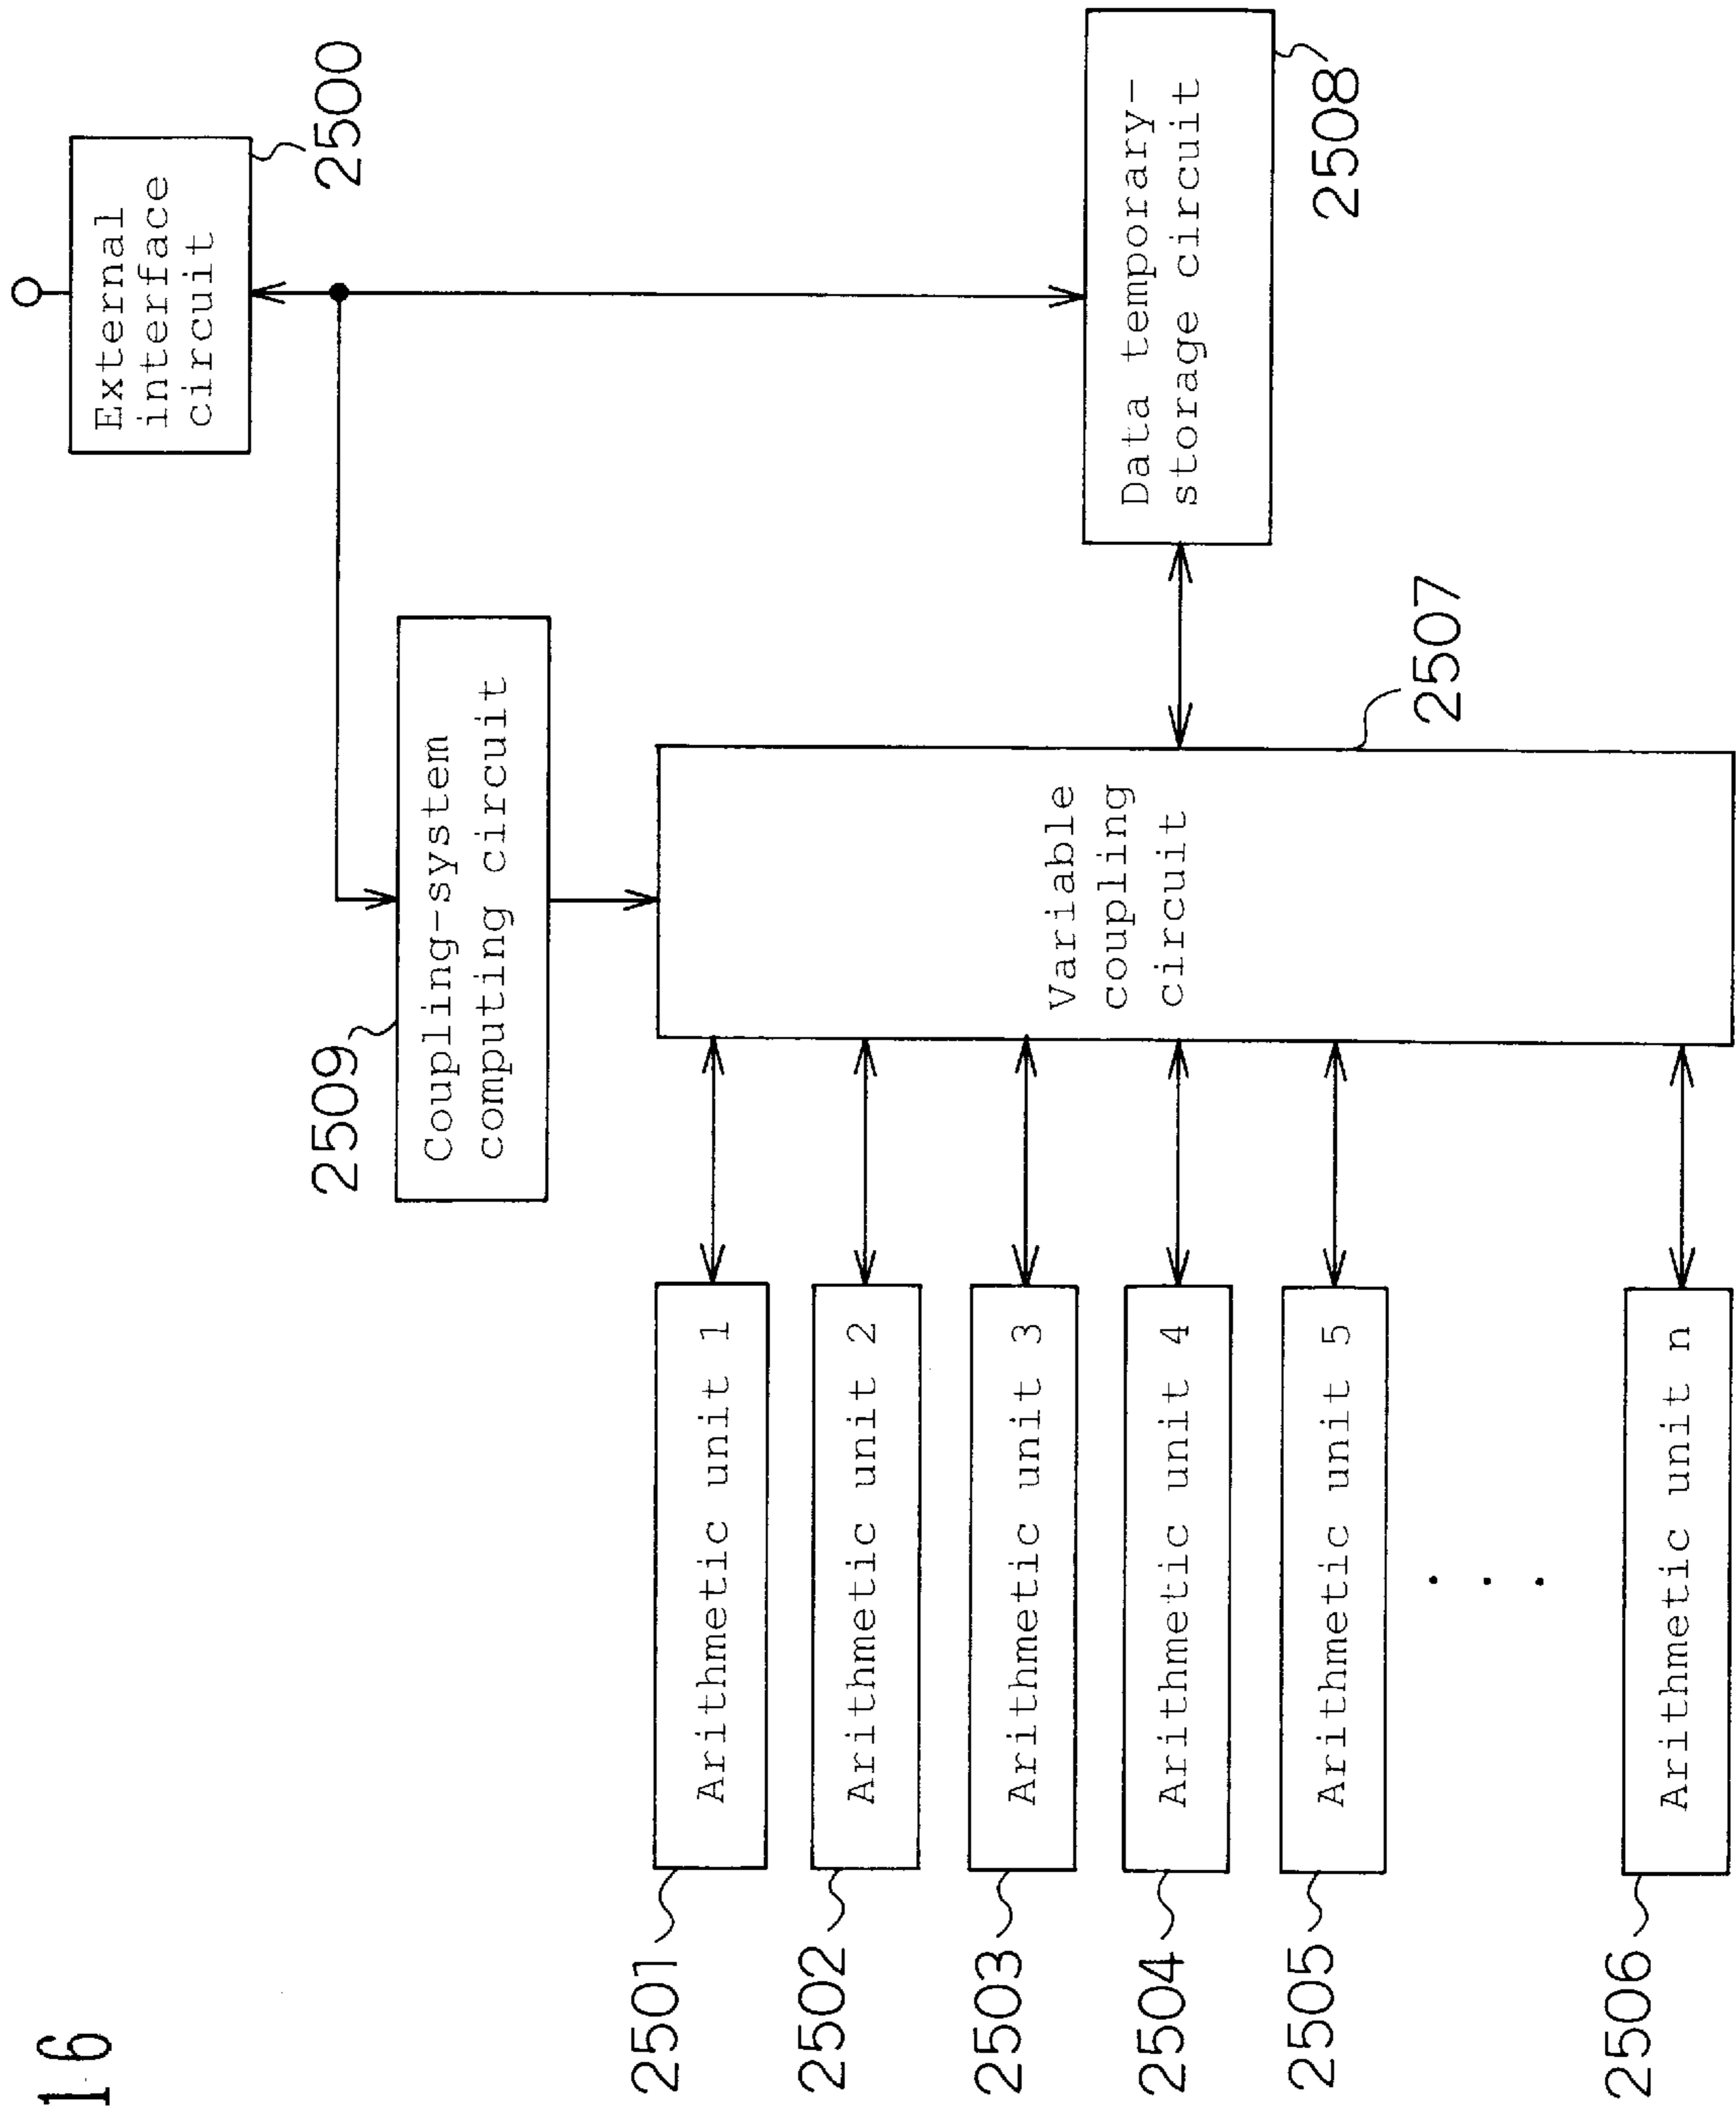 16
External
interface
circuit
2500
2509
Coupling-system
computing circuit
2501
Arithmetic unit 1
2502
Arithmetic unit 2
2503
Arithmetic unit 3
2504
Arithmetic unit 4
2505
Arithmetic unit 5
. . .
2506
Arithmetic unit n
Variable
coupling
circuit
2507
Data temporary-
storage circuit
2508